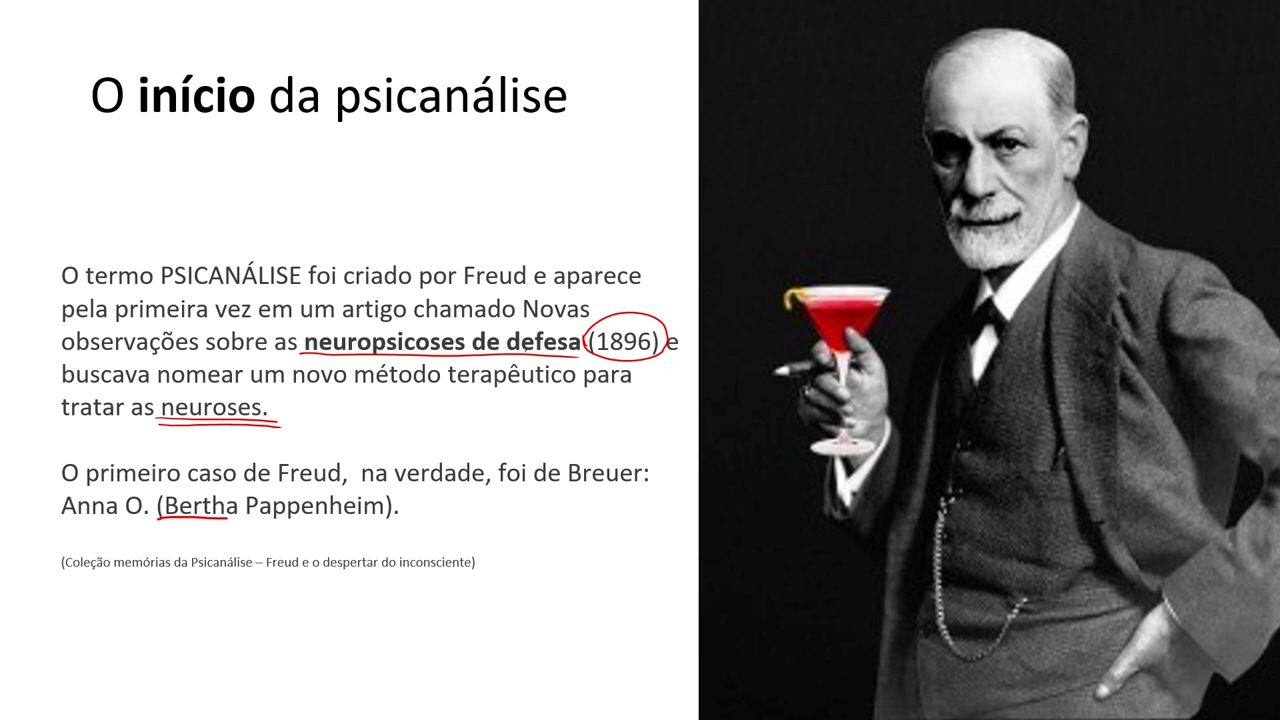 O início da psicanálise
O termo PSICANÁLISE foi criado por Freud e aparece
pela primeira vez em um artigo chamado Novas
observações sobre as neuropsicoses de defesa (1896) e
buscava nomear um novo método terapêutico para
tratar as neuroses.
O primeiro caso de Freud, na verdade, foi de Breuer:
Anna O. (Bertha Pappenheim).
(Coleção memórias da Psicanálise – Freud e o despertar do inconsciente)